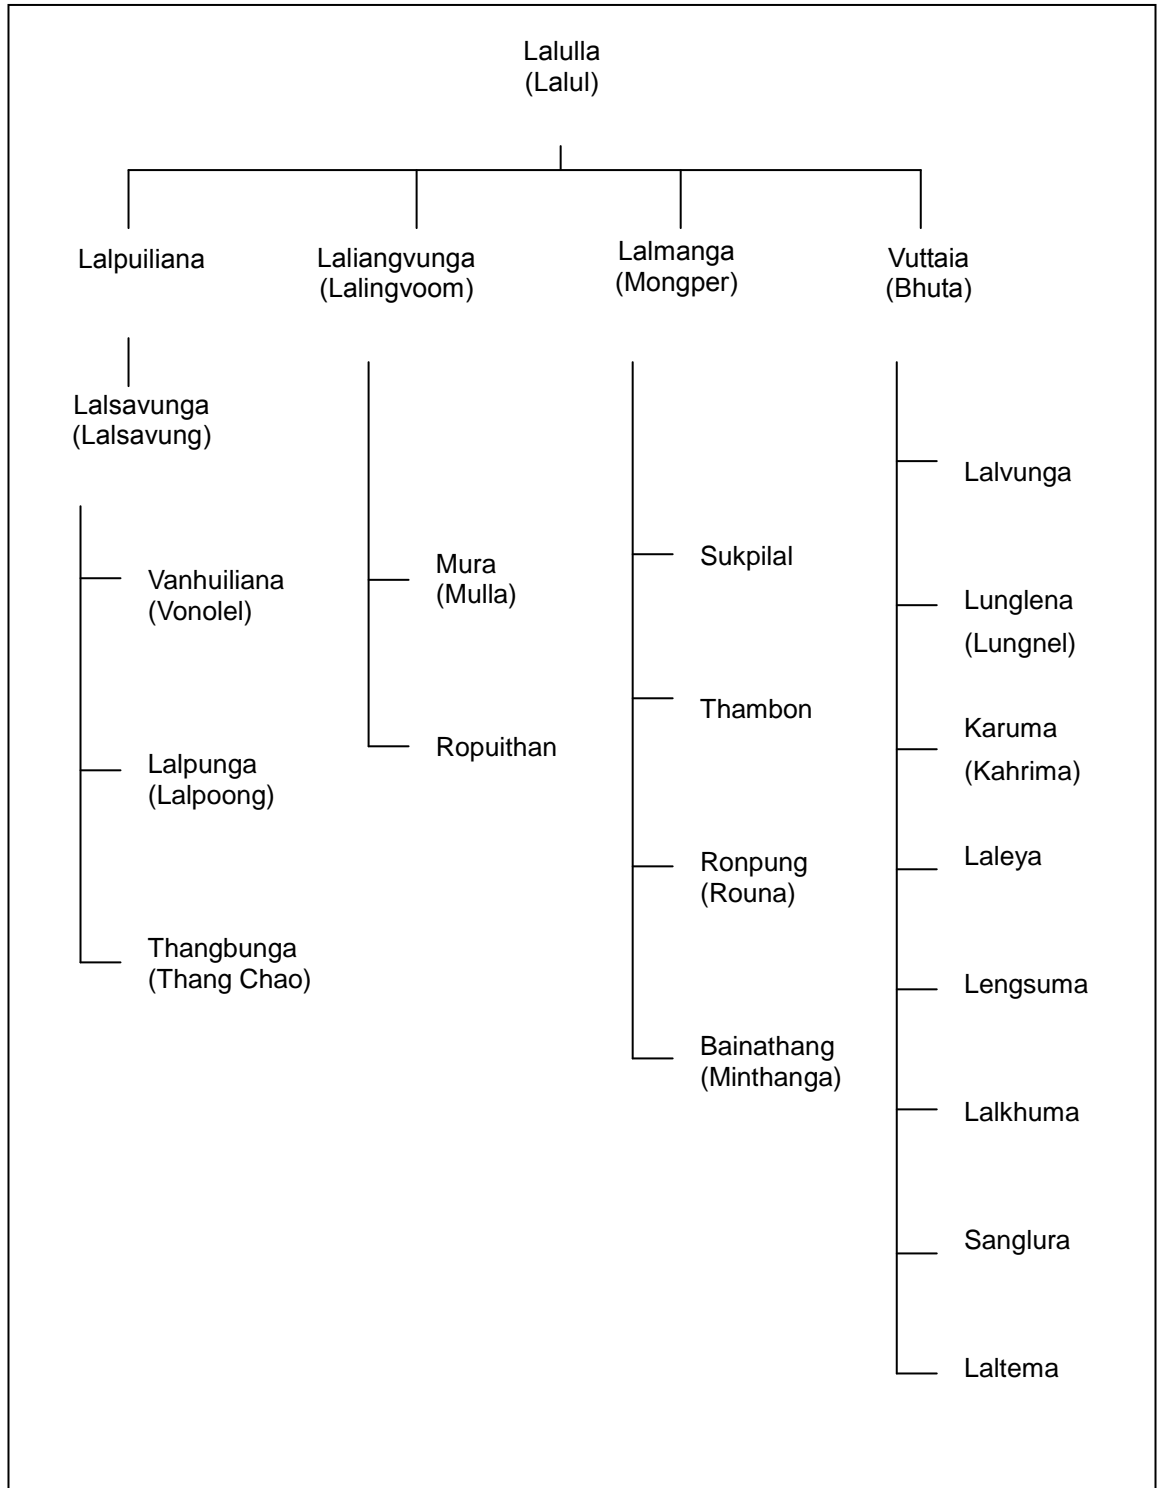 Lalulla
(Lalul)
Lalpuiliana
Laliangvunga
(Lalingvoom)
Lalmanga
(Mongper)
Vuttaia
(Bhuta)
Lalsavunga
(Lalsavung)
Vanhuiliana
(Vonolel)
Lalpunga
(Lalpoong)
Thangbunga
(Thang Chao)
Mura
(Mulla)
Ropuithan
Sukpilal
Thambon
Ronpung
(Rouna)
Bainathang
(Minthanga)
Lalvunga
Lunglena
(Lungnel)
Karuma
(Kahrima)
Laleya
Lengsuma
Lalkhuma
Sanglura
Laltema